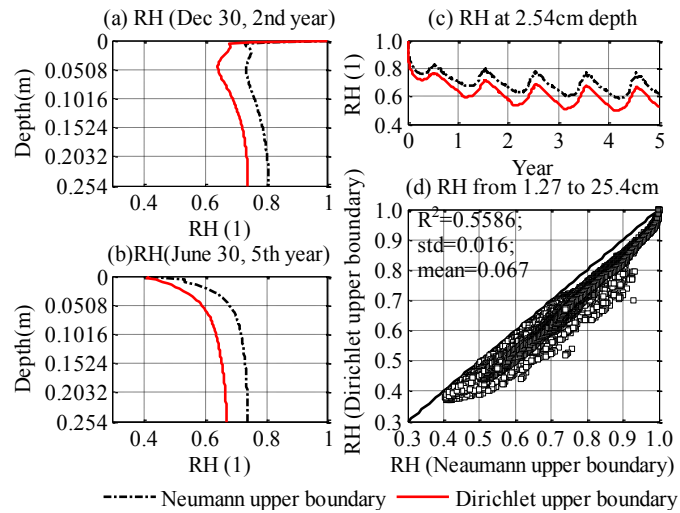 (a) RH (Dec 30, 2nd year)
0
0.0508
0.1016
0.1524
0.2032
0.254
Depth(m)
0.4 0.6 0.8 1
RH (1)
(b)RH(June 30, 5th year)
0
0.0508
0.1016
0.1524
0.2032
0.254
Depth(m)
0.4 0.6 0.8 1
RH (1)
(c) RH at 2.54cm depth
1.0
0.8
0.6
0.4
RH (1)
0 1 2 3 4 5
Year
(d) RH from 1.27 to 25.4cm
R²=0.5586;
std=0.016;
mean=0.067
1.0
0.9
0.8
0.7
0.6
0.5
0.4
0.3
RH (Dirichlet upper boundary)
0.3 0.4 0.5 0.6 0.7 0.8 0.9 1.0
RH (Neaumann upper boundary)
Neumann upper boundary
Dirichlet upper boundary